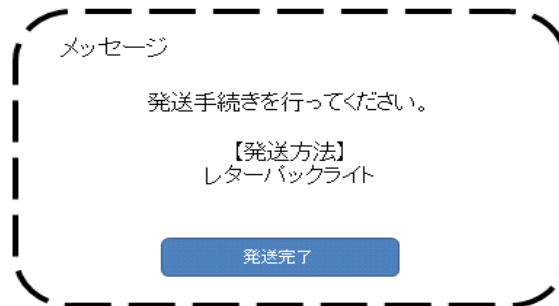 メッセージ
発送手続きを行ってください。
【発送方法】
レターパックライト
発送完了